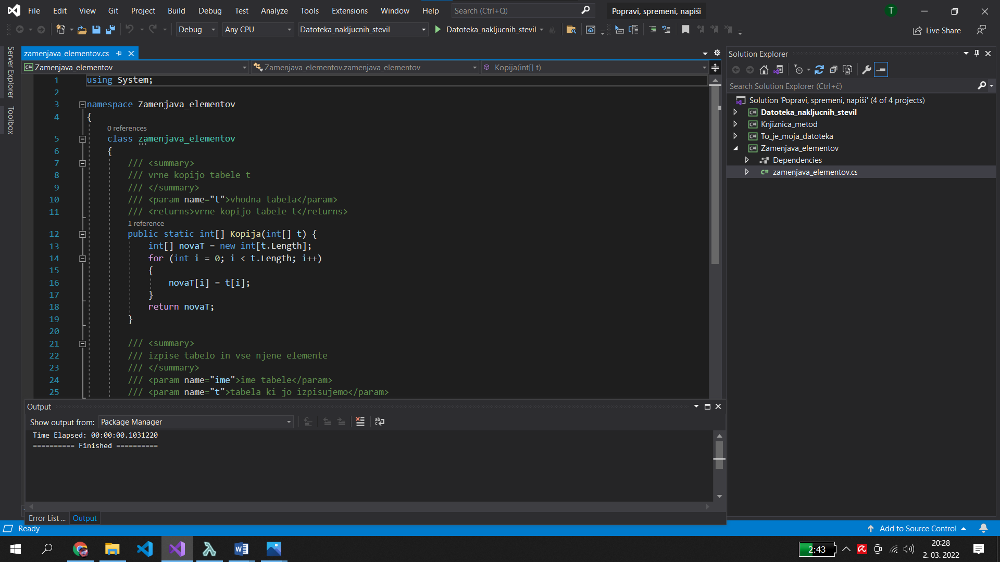 File Edit View Git Project Build Debug Test Analyze Tools Extensions Window Help Search (Ctrl+Q) Popravi, spremeni, napiši T
Debug Any CPU Datoteka_nakljucnih_stevil Datoteka_nakljucnih_stevil Live Share
Server Explorer
Toolbox
zamenjava_elementov.cs
Zamenjava_elementov Zamenjava_elementov.zamenjava_elementov Kopija(int[] t)
1 using System;
2
3 namespace Zamenjava_elementov
4 {
0 references
5 class zamenjava_elementov
6 {
7 /// <summary>
8 /// vrne kopijo tabele t
9 /// </summary>
10 /// <param name="t">vhodna tabela</param>
11 /// <returns>vrne kopijo tabele t</returns>
1 reference
12 public static int[] Kopija(int[] t) {
13 int[] novaT = new int[t.Length];
14 for (int i = 0; i < t.Length; i++)
15 {
16 novaT[i] = t[i];
17 }
18 return novaT;
19 }
20
21 /// <summary>
22 /// izpise tabelo in vse njene elemente
23 /// </summary>
24 /// <param name="ime">ime tabele</param>
25 /// <param name="t">tabela ki jo izpisujemo</param>
Output
Show output from: Package Manager
Time Elapsed: 00:00:00.1031220
========== Finished ==========
Error List ... Output
Solution Explorer
Search Solution Explorer (Ctrl+č)
Solution 'Popravi, spremeni, napiši' (4 of 4 projects)
C# Datoteka_nakljucnih_stevil
C# Knjiznica_metod
C# To_je_moja_datoteka
C# Zamenjava_elementov
Dependencies
C# zamenjava_elementov.cs
Ready Add to Source Control
2:43 20:28
2. 03. 2022